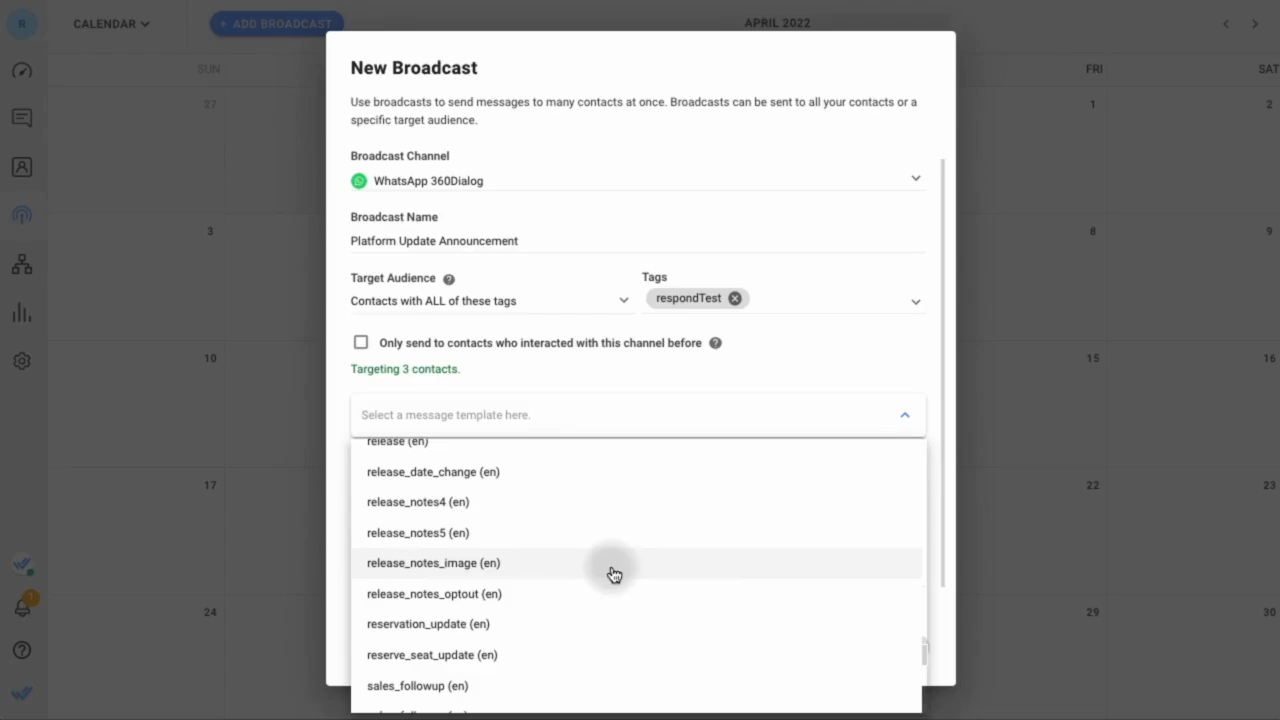 R
CALENDAR
+ ADD BROADCAST
APRIL 2022
SUN
FRI
SAT
27
1
2
3
8
9
10
15
16
17
22
23
24
29
30
1
New Broadcast
Use broadcasts to send messages to many contacts at once. Broadcasts can be sent to all your contacts or a
specific target audience.
Broadcast Channel
WhatsApp 360Dialog
Broadcast Name
Platform Update Announcement
Target Audience ?
Tags
Contacts with ALL of these tags
respondTest
Only send to contacts who interacted with this channel before ?
Targeting 3 contacts.
Select a message template here.
release (en)
release_date_change (en)
release_notes4 (en)
release_notes5 (en)
release_notes_image (en)
release_notes_optout (en)
reservation_update (en)
reserve_seat_update (en)
sales_followup (en)